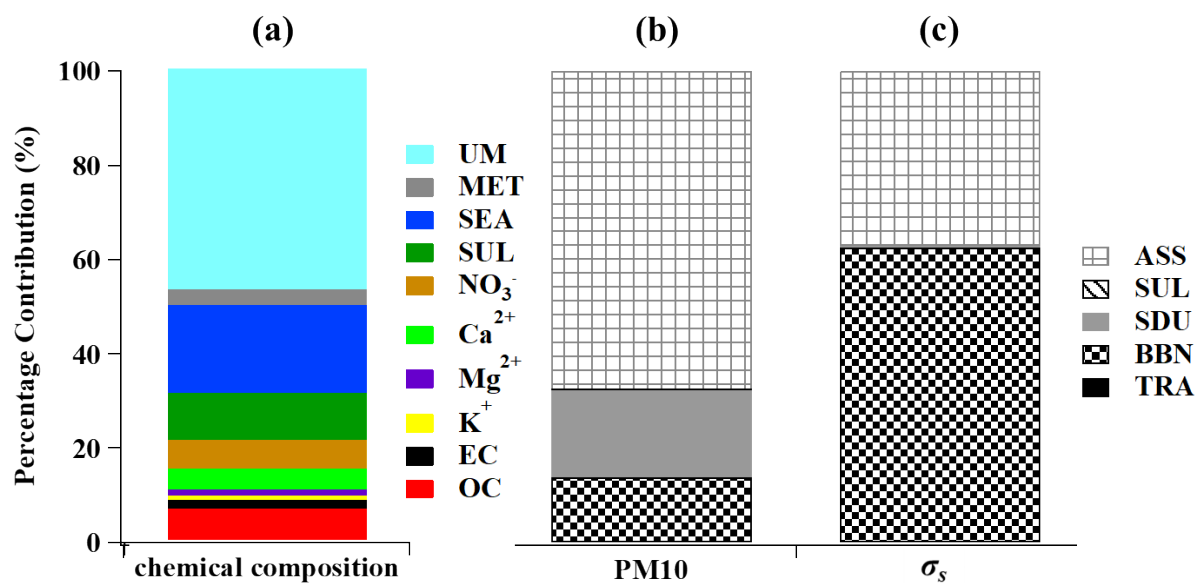 (a) (b) (c)
Percentage Contribution (%)
100
80
60
40
20
0
UM
MET
SEA
SUL
NO₃⁻
Ca²⁺
Mg²⁺
K⁺
EC
OC
ASS
SUL
SDU
BBN
TRA
chemical composition PM10 σₛ